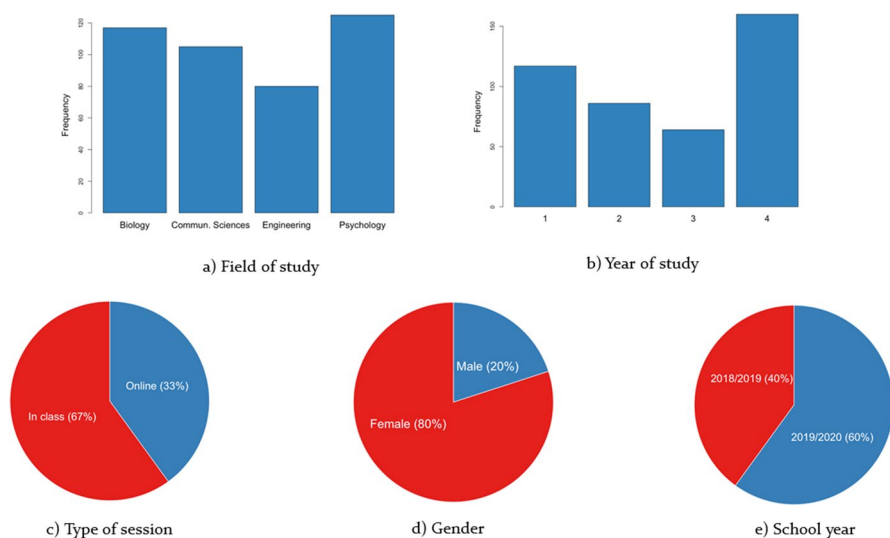 Frequency
0
20
40
60
80
100
120
Biology
Commun. Sciences
Engineering
Psychology
a) Field of study
Frequency
0
50
100
150
1
2
3
4
b) Year of study
Online (33%)
In class (67%)
c) Type of session
Male (20%)
Female (80%)
d) Gender
2018/2019 (40%)
2019/2020 (60%)
e) School year